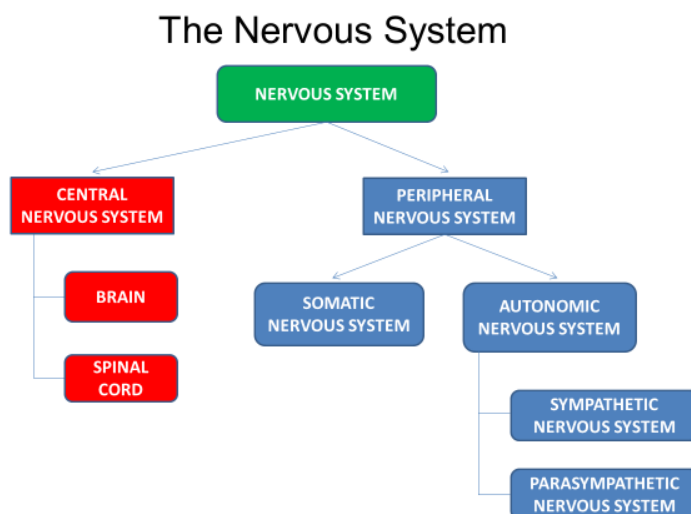 The Nervous System
NERVOUS SYSTEM
CENTRAL
NERVOUS SYSTEM
PERIPHERAL
NERVOUS SYSTEM
BRAIN
SOMATIC
NERVOUS SYSTEM
AUTONOMIC
NERVOUS SYSTEM
SPINAL
CORD
SYMPATHETIC
NERVOUS SYSTEM
PARASYMPATHETIC
NERVOUS SYSTEM